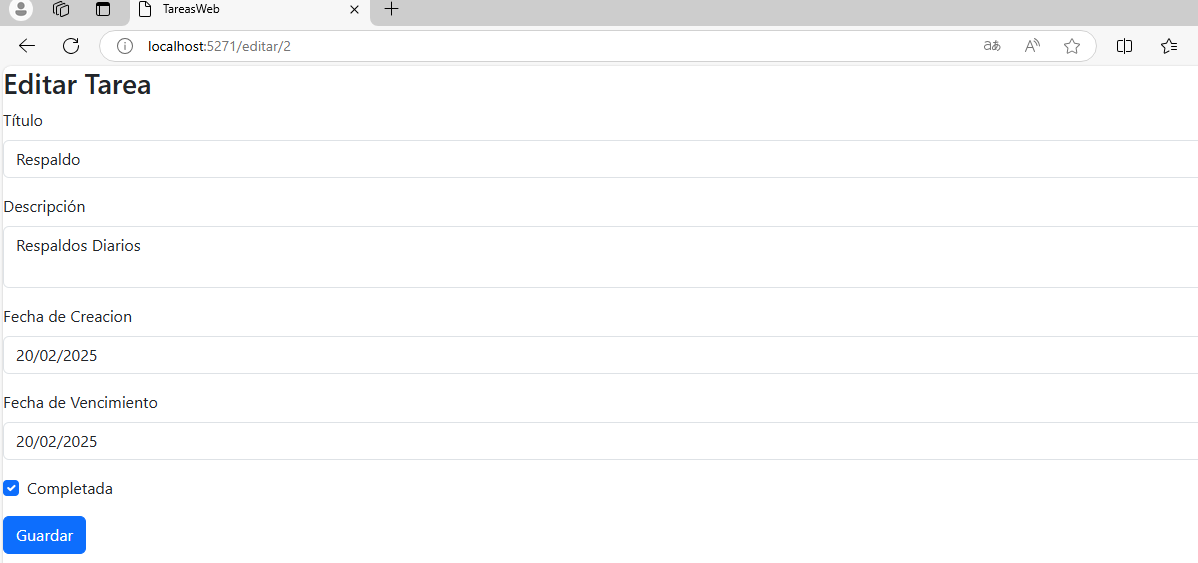 TareasWeb
localhost:5271/editar/2
Editar Tarea
Título
Respaldo
Descripción
Respaldos Diarios
Fecha de Creacion
20/02/2025
Fecha de Vencimiento
20/02/2025
Completada
Guardar